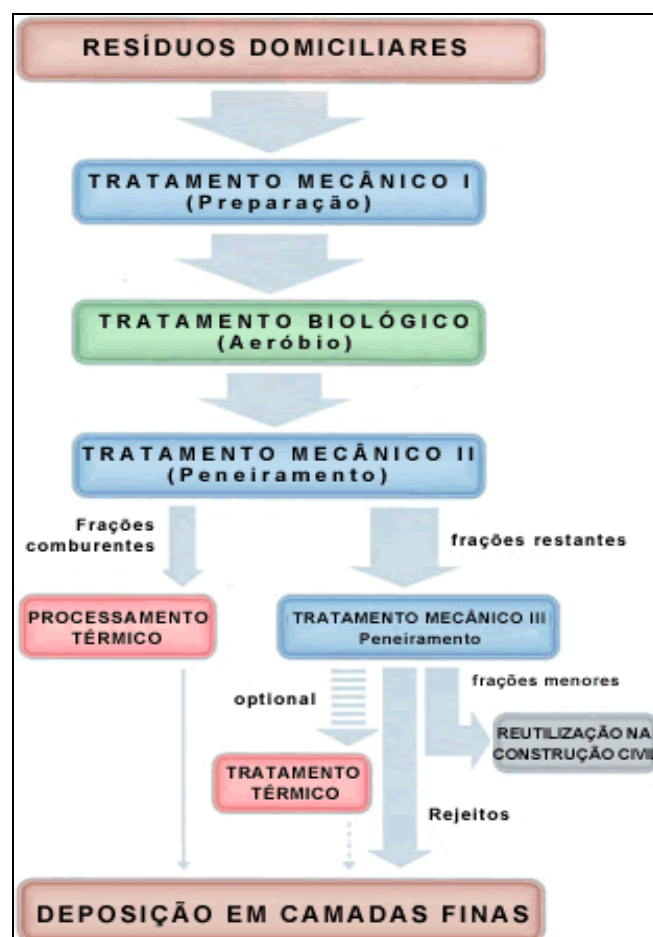 RESÍDUOS DOMICILIARES
TRATAMENTO MECÂNICO I
(Preparação)
TRATAMENTO BIOLÓGICO
(Aeróbio)
TRATAMENTO MECÂNICO II
(Peneiramento)
Frações
comburentes
frações restantes
PROCESSAMENTO
TÉRMICO
TRATAMENTO MECÂNICO III
Peneiramento
optional
frações menores
REUTILIZAÇÃO NA
CONSTRUÇÃO CIVIL
TRATAMENTO
TÉRMICO
Rejeitos
DEPOSIÇÃO EM CAMADAS FINAS